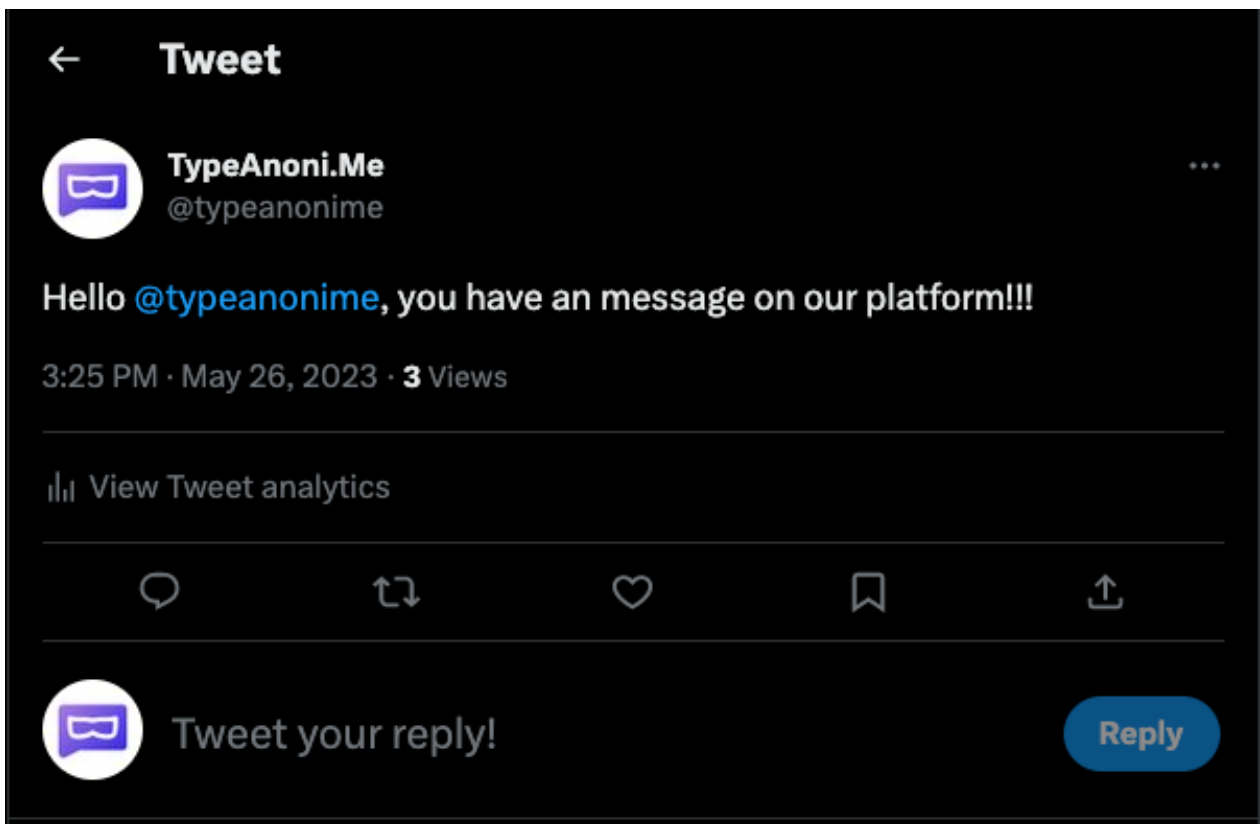 Tweet
TypeAnoni.Me
@typeanonime
Hello @typeanonime, you have an message on our platform!!!
3:25 PM · May 26, 2023 · 3 Views
View Tweet analytics
Tweet your reply!
Reply